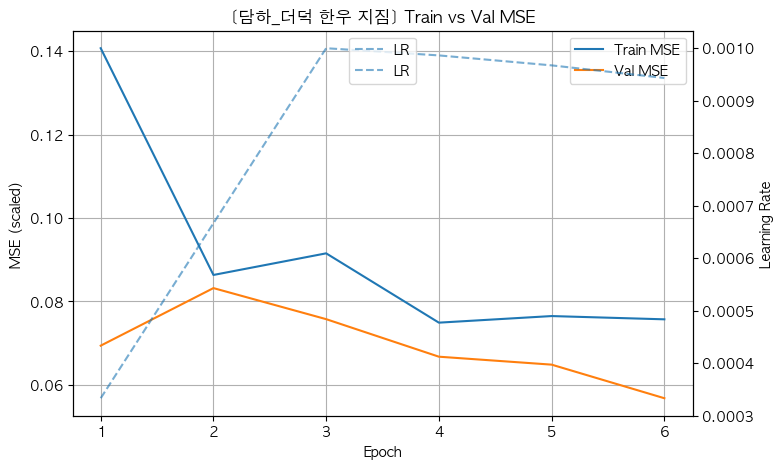 [담하_더덕 한우 지짐] Train vs Val MSE
MSE (scaled)
0.14
0.12
0.10
0.08
0.06
LR
LR
Train MSE
Val MSE
0.0010
0.0009
0.0008
0.0007
0.0006
0.0005
0.0004
0.0003
Learning Rate
1 2 3 4 5 6
Epoch